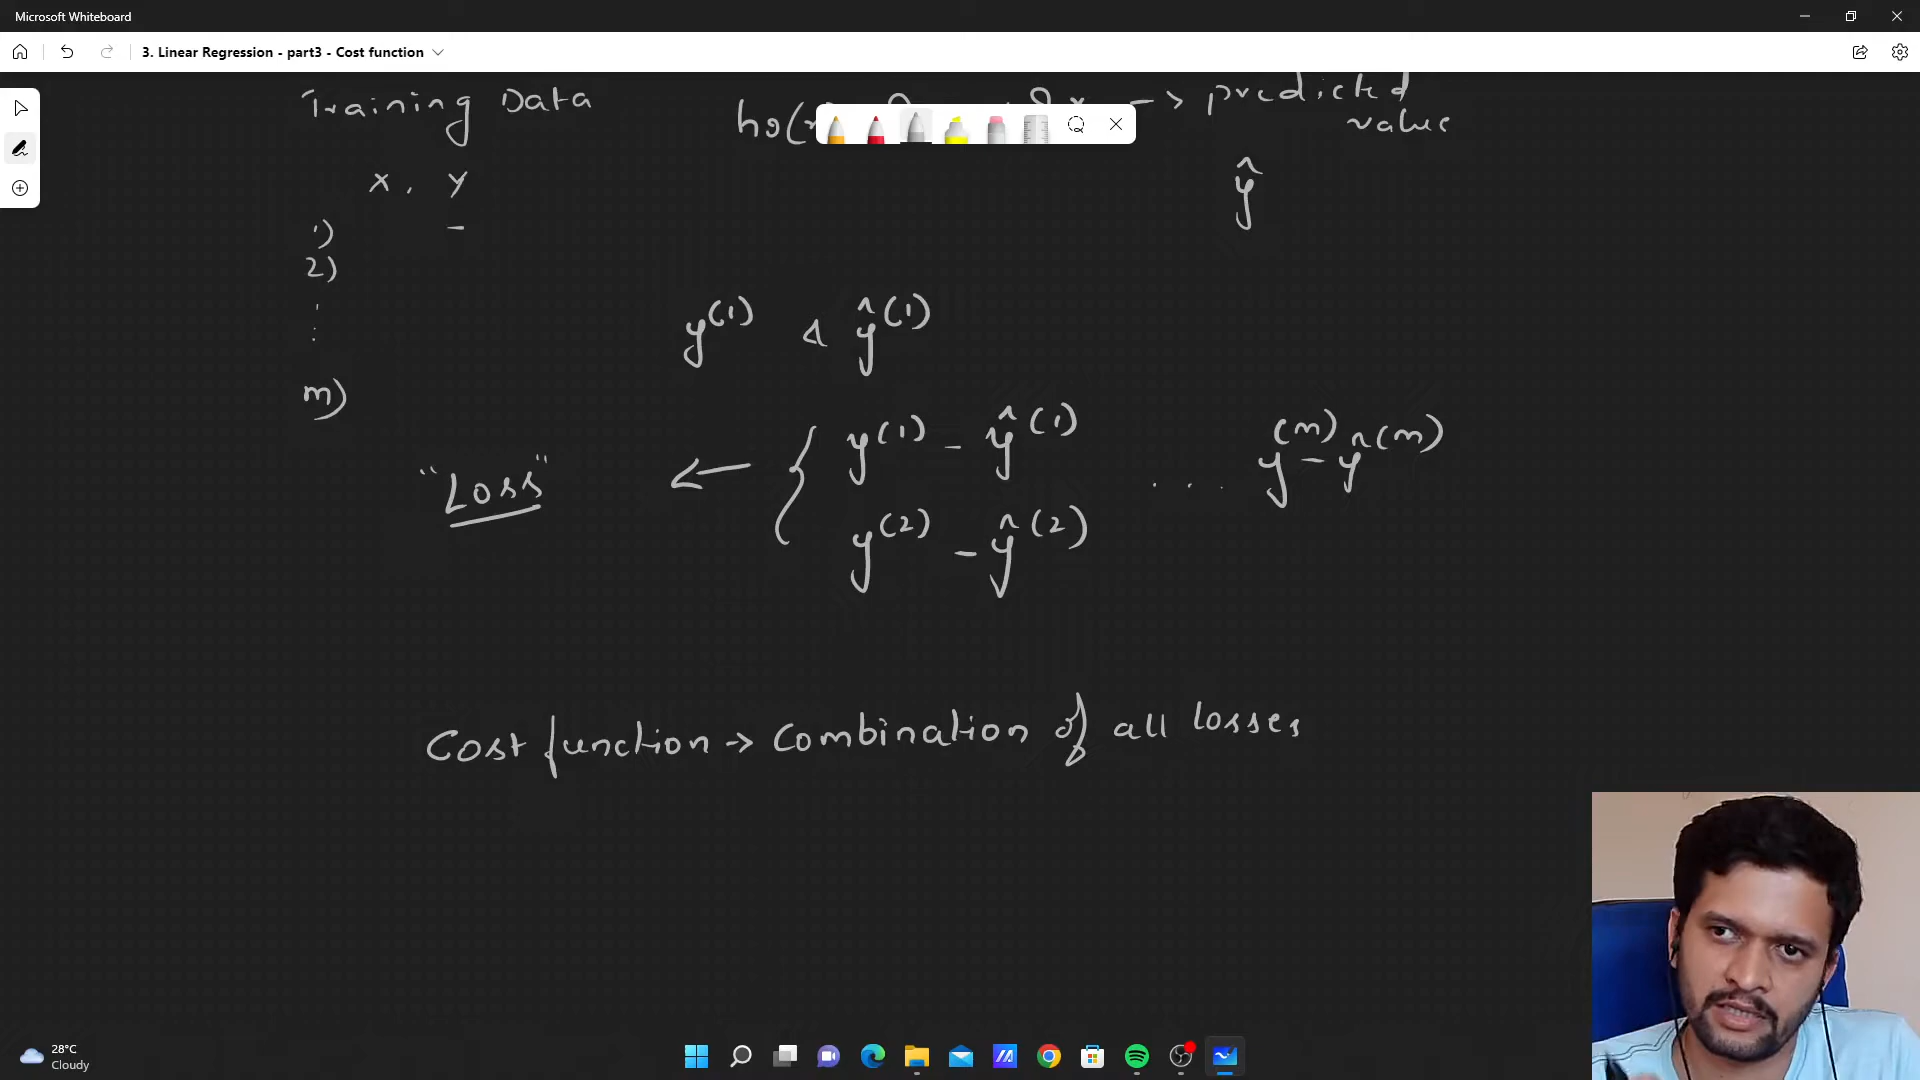 Microsoft Whiteboard
3. Linear Regression - part3 - Cost function
Training Data
hθ(x
-> predicted
value
x, y
ŷ
1)
2)
m)
y^(1) & ŷ^(1)
"Loss" ← { y^(1) - ŷ^(1) ... y^(m) - ŷ^(m)
y^(2) - ŷ^(2)
Cost function -> Combination of all losses
28°C
Cloudy